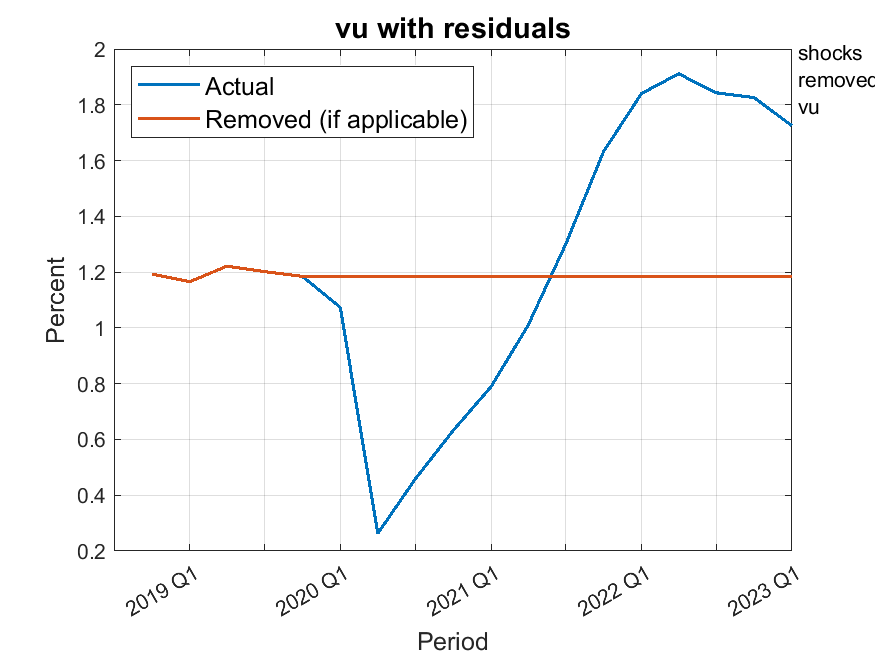 vu with residuals
2
1.8
1.6
1.4
1.2
1
0.8
0.6
0.4
0.2
Percent
Actual
Removed (if applicable)
shocks
removed
vu
2019 Q1
2020 Q1
2021 Q1
2022 Q1
2023 Q1
Period